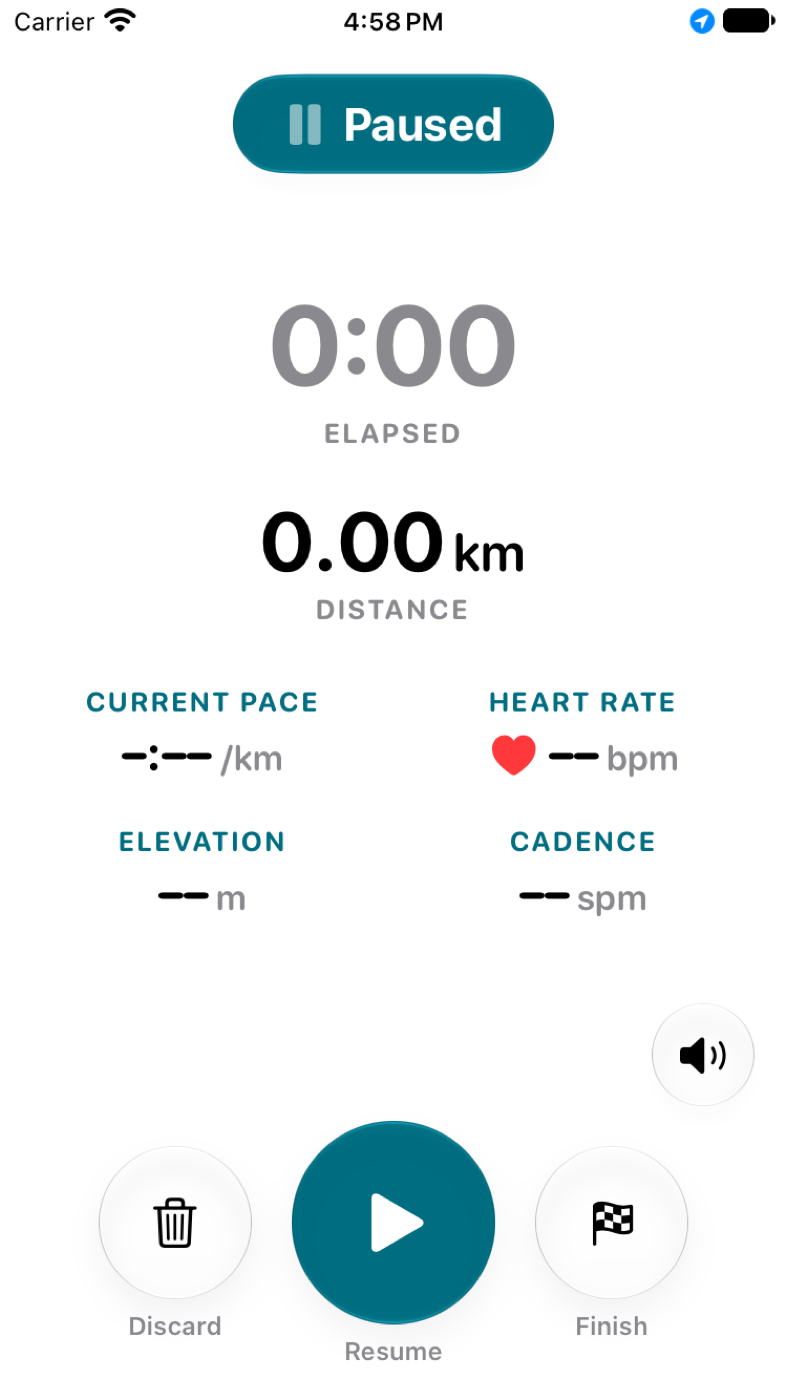 Carrier 4:58 PM
Paused
0:00
ELAPSED
0.00 km
DISTANCE
CURRENT PACE HEART RATE
–:–– /km –– bpm
ELEVATION CADENCE
–– m –– spm
Discard Resume Finish